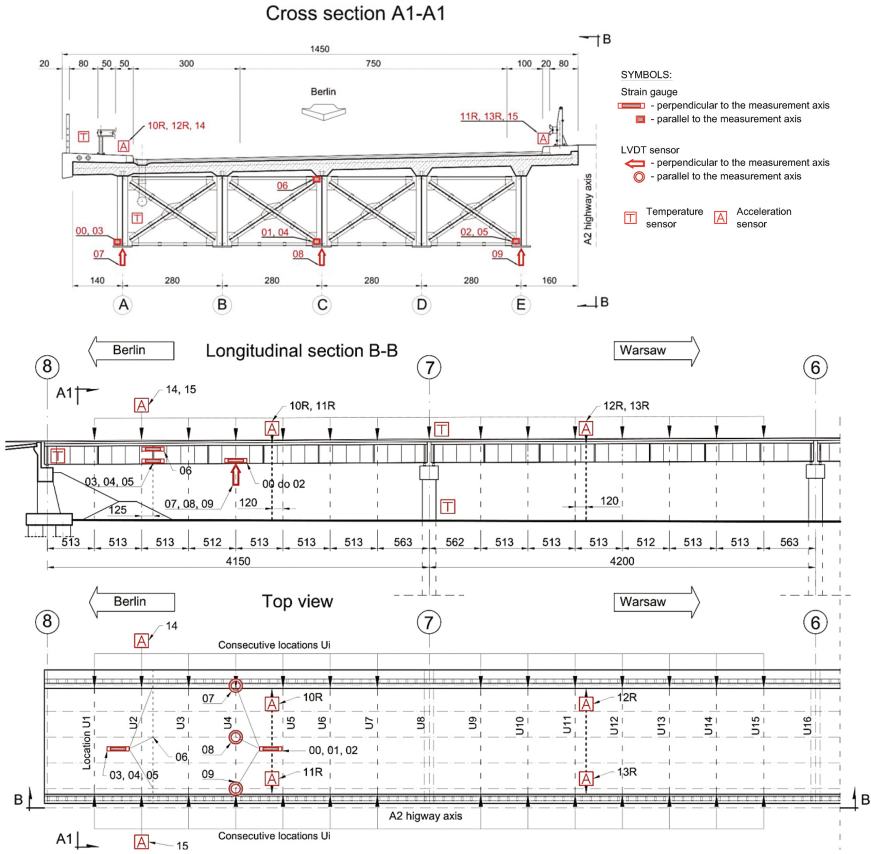 Cross section A1-A1
B
1450
20 80 50 50 300 750 100 20 80
Berlin
10R, 12R, 14
11R, 13R, 15
T
A
A
06
T
00, 03
01, 04
02, 05
07
08
09
A2 highway axis
140 280 280 280 280 160
A B C D E
B
SYMBOLS:
Strain gauge
- perpendicular to the measurement axis
- parallel to the measurement axis
LVDT sensor
- perpendicular to the measurement axis
- parallel to the measurement axis
T Temperature sensor
A Acceleration sensor
Berlin
Longitudinal section B-B
Warsaw
8 7 6
A1
A 14, 15
10R, 11R
A
12R, 13R
A
T
T
06
03, 04, 05
00 do 02
07, 08, 09
125
120
120
T
513 513 513 512 513 513 513 563 562 513 513 513 512 513 513 563
4150 4200
Berlin
Top view
Warsaw
8 7 6
14
A
Consecutive locations Ui
07
A 10R
A 12R
Location U1 U2 U3 U4 U5 U6 U7 U8 U9 U10 U11 U12 U13 U14 U15 U16
06
08
00, 01, 02
03, 04, 05
09
A 11R
A 13R
B B
A2 higway axis
A1
A 15
Consecutive locations Ui